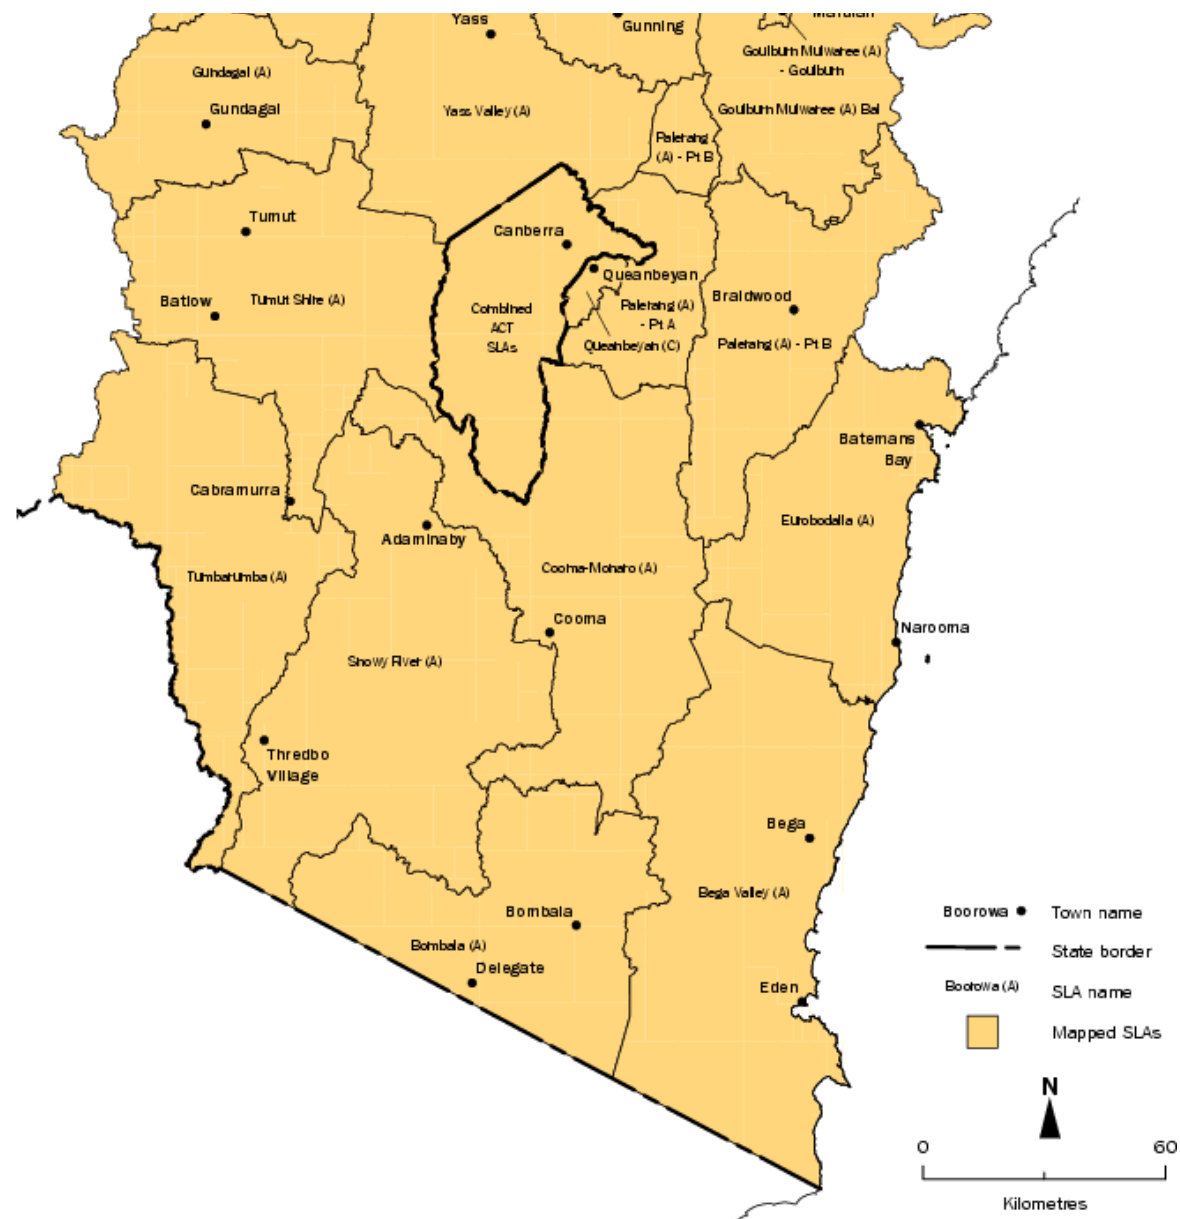 Yass
Gunning
Marulan
Goulburn Mulwaree (A)
- Goulburn
Gundagai (A)
Gundagai
Yass Valley (A)
Goulburn Mulwaree (A) Bal
Palerang
(A) - Pt B
Tumut
Canberra
Queanbeyan
Batlow
Tumut Shire (A)
Combined
ACT
SLAs
Palerang (A)
- Pt A
Queanbeyan (C)
Braidwood
Palerang (A) - Pt B
Batemans
Bay
Cabramurra
Adaminaby
Eurobodalla (A)
Tumbarumba (A)
Cooma-Monaro (A)
Cooma
Narooma
Snowy River (A)
Thredbo
Village
Bega
Bega Valley (A)
Bombala
Bombala (A)
Delegate
Eden
Boorowa
Town name
State border
Boorowa (A)
SLA name
Mapped SLAs
N
0
60
Kilometres